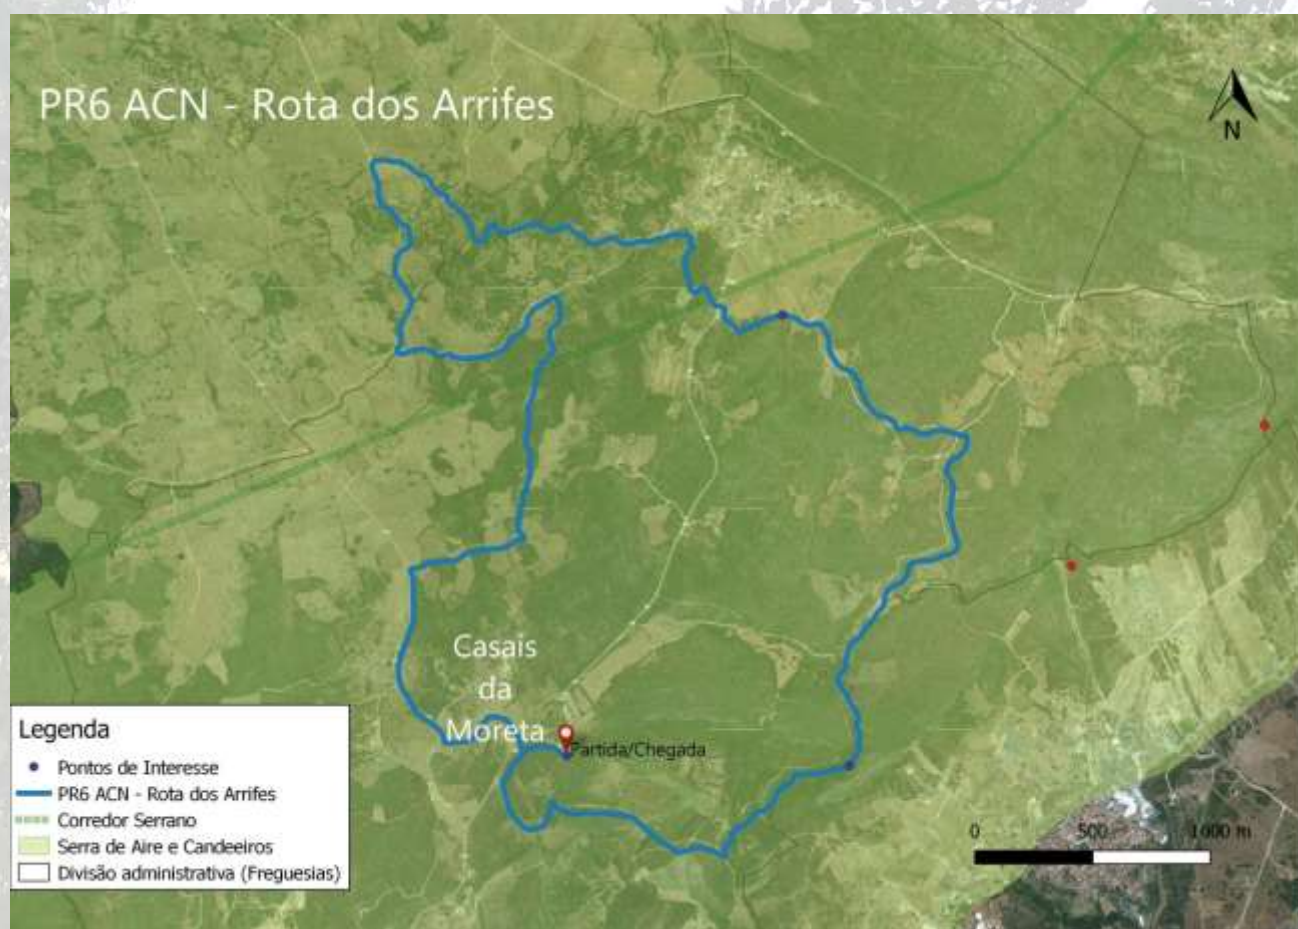 PR6 ACN - Rota dos Arrifes
N
Casais
da
Moreta
Partida/Chegada
Legenda
Pontos de Interesse
PR6 ACN - Rota dos Arrifes
Corredor Serrano
Serra de Aire e Candeeiros
Divisão administrativa (Freguesias)
0 500 1000 m